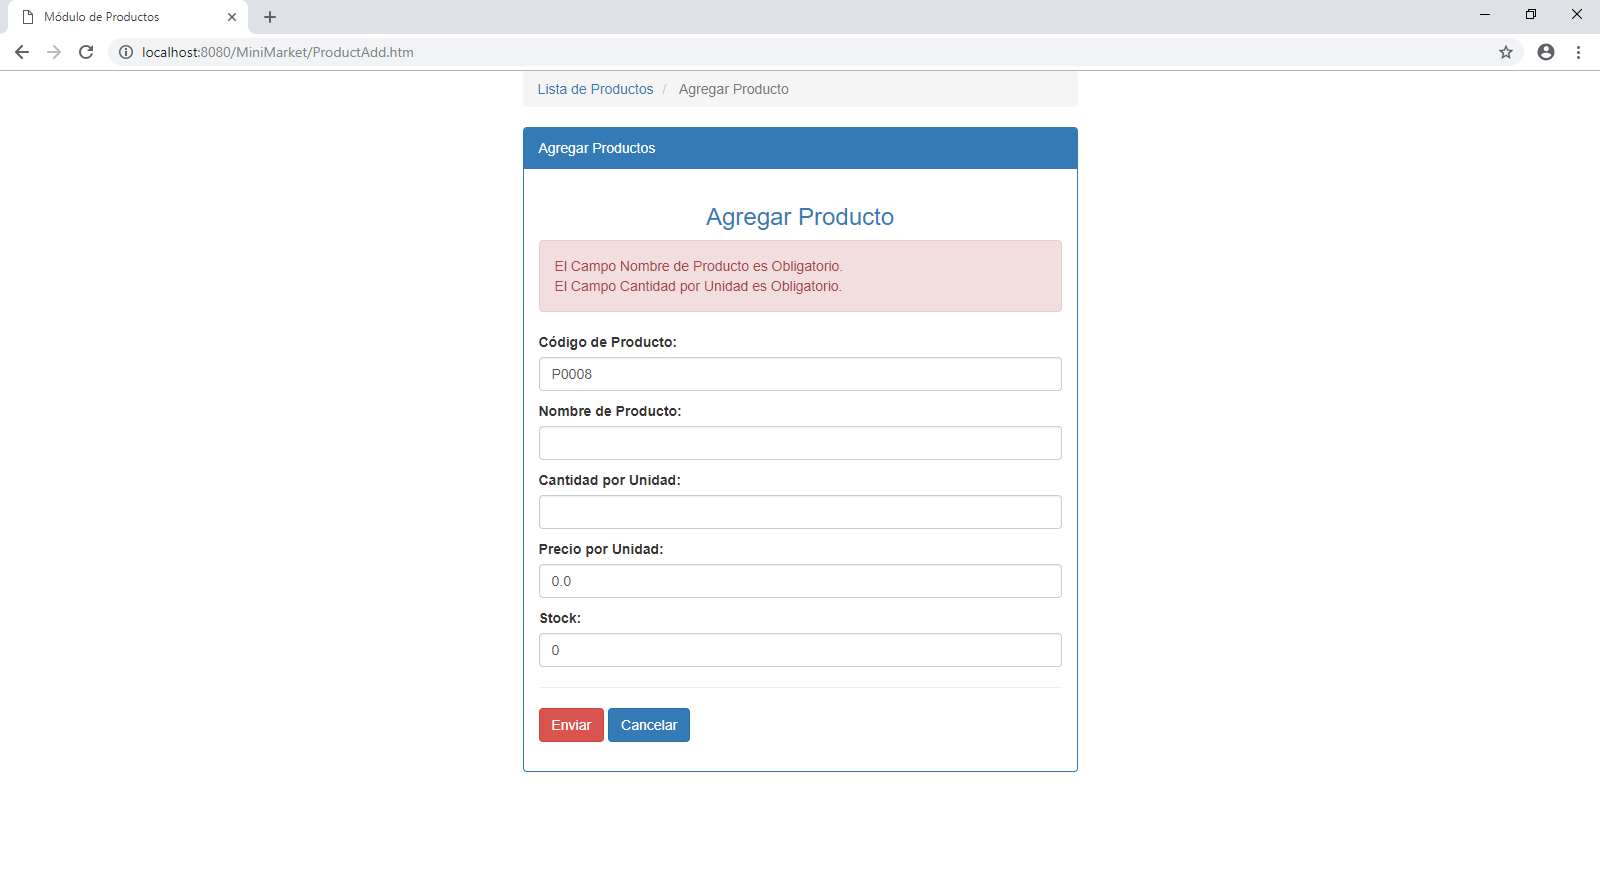 Módulo de Productos
localhost:8080/MiniMarket/ProductAdd.htm
Lista de Productos / Agregar Producto
Agregar Productos
Agregar Producto
El Campo Nombre de Producto es Obligatorio.
El Campo Cantidad por Unidad es Obligatorio.
Código de Producto:
P0008
Nombre de Producto:
Cantidad por Unidad:
Precio por Unidad:
0.0
Stock:
0
Enviar Cancelar